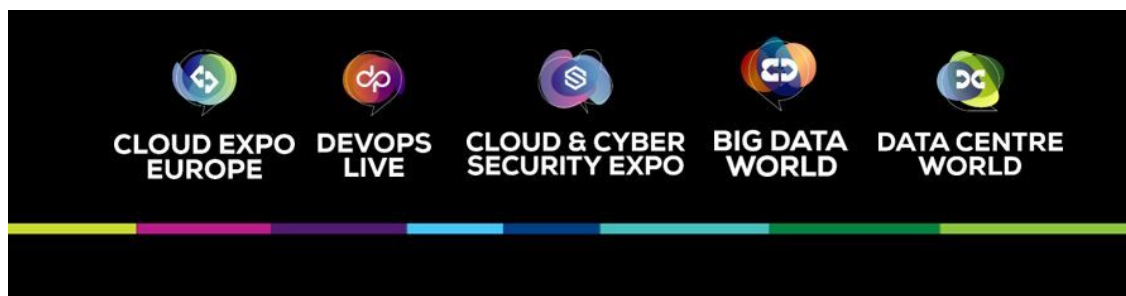 CLOUD EXPO
EUROPE
DEVOPS
LIVE
CLOUD & CYBER
SECURITY EXPO
BIG DATA
WORLD
DATA CENTRE
WORLD